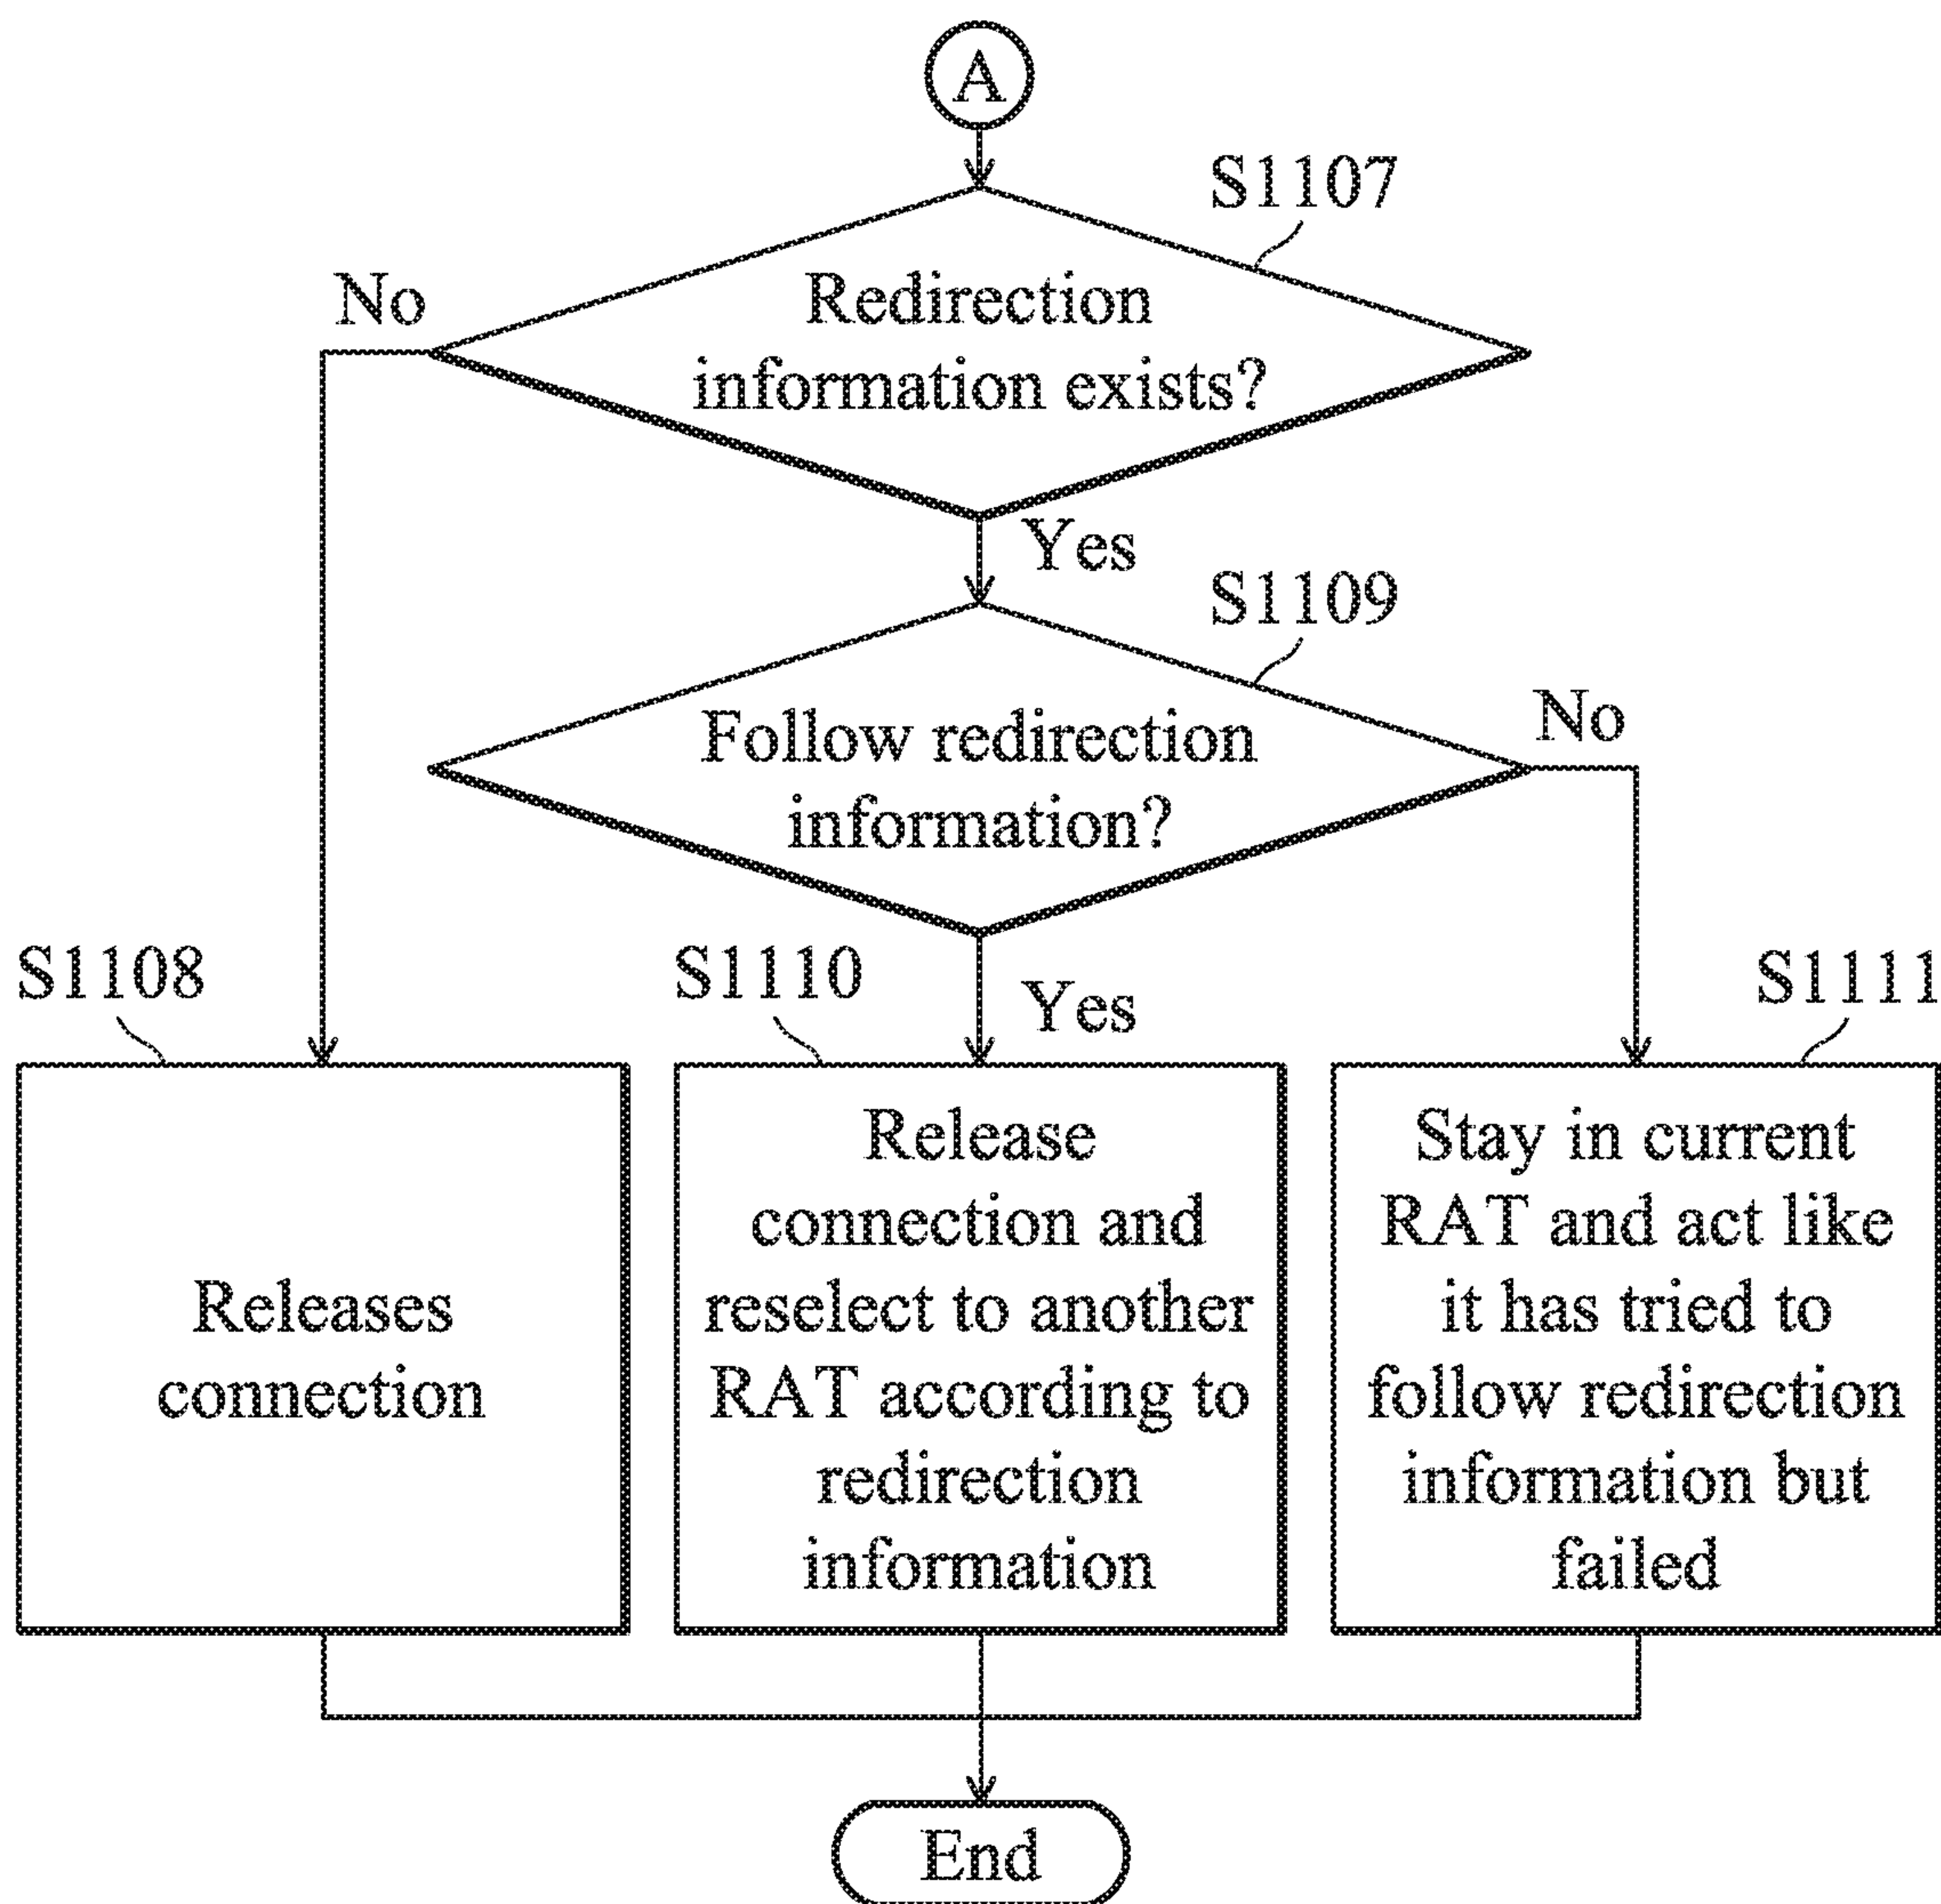 A
S1107
No
Redirection
information exists?
Yes
S1109
Follow redirection
information?
No
S1108
S1110
Yes
S1111
Releases
connection
Release
connection and
reselect to another
RAT according to
redirection
information
Stay in current
RAT and act like
it has tried to
follow redirection
information but
failed
End